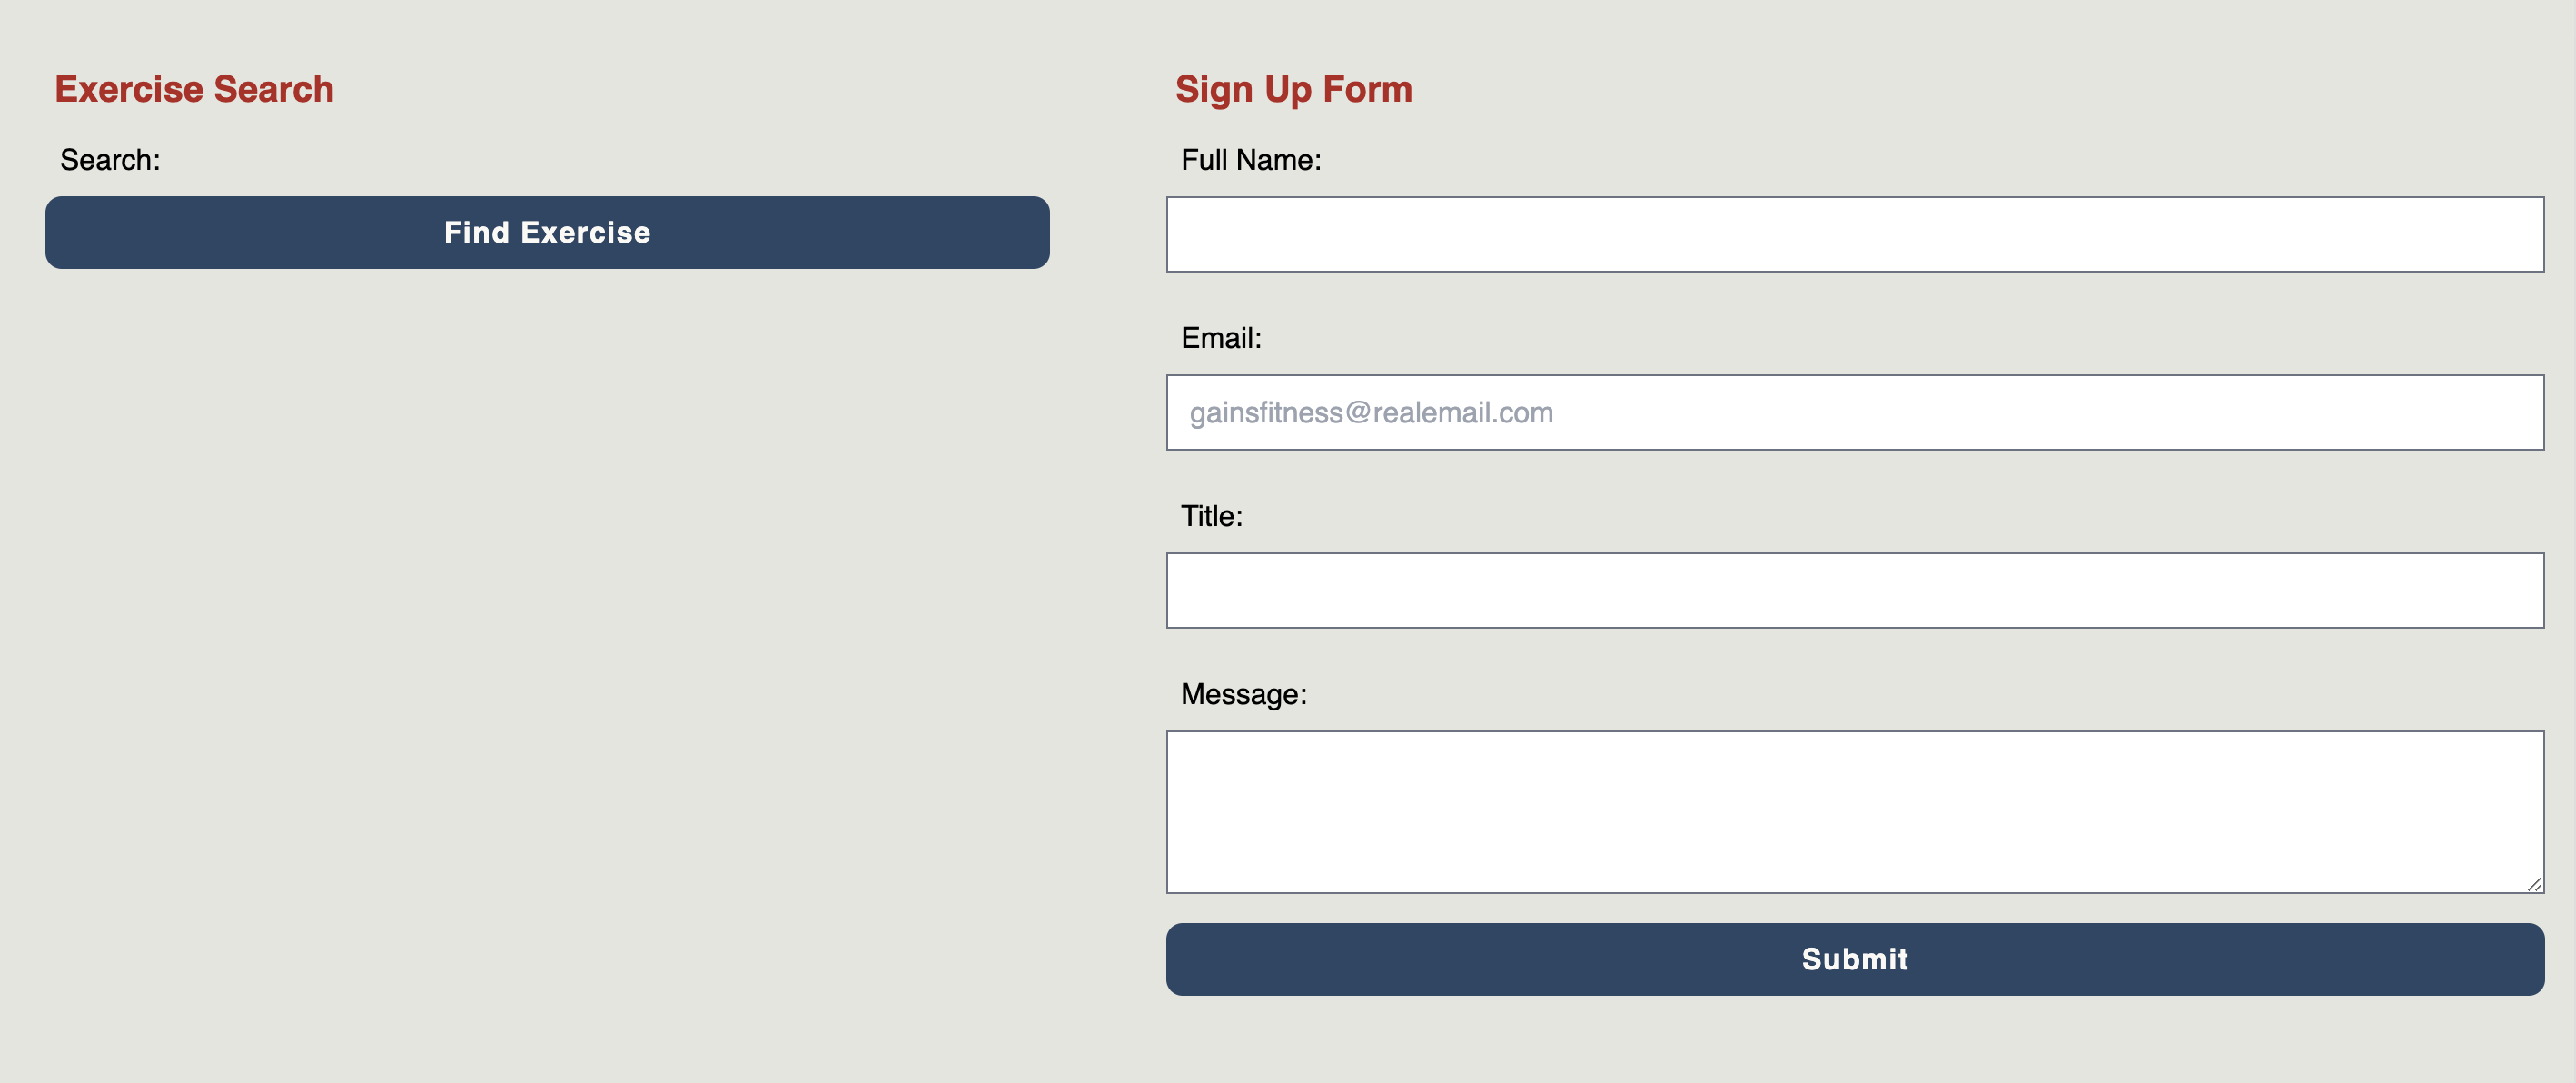 Exercise Search
Search:
Find Exercise
Sign Up Form
Full Name:
Email:
gainsfitness@realemail.com
Title:
Message:
Submit